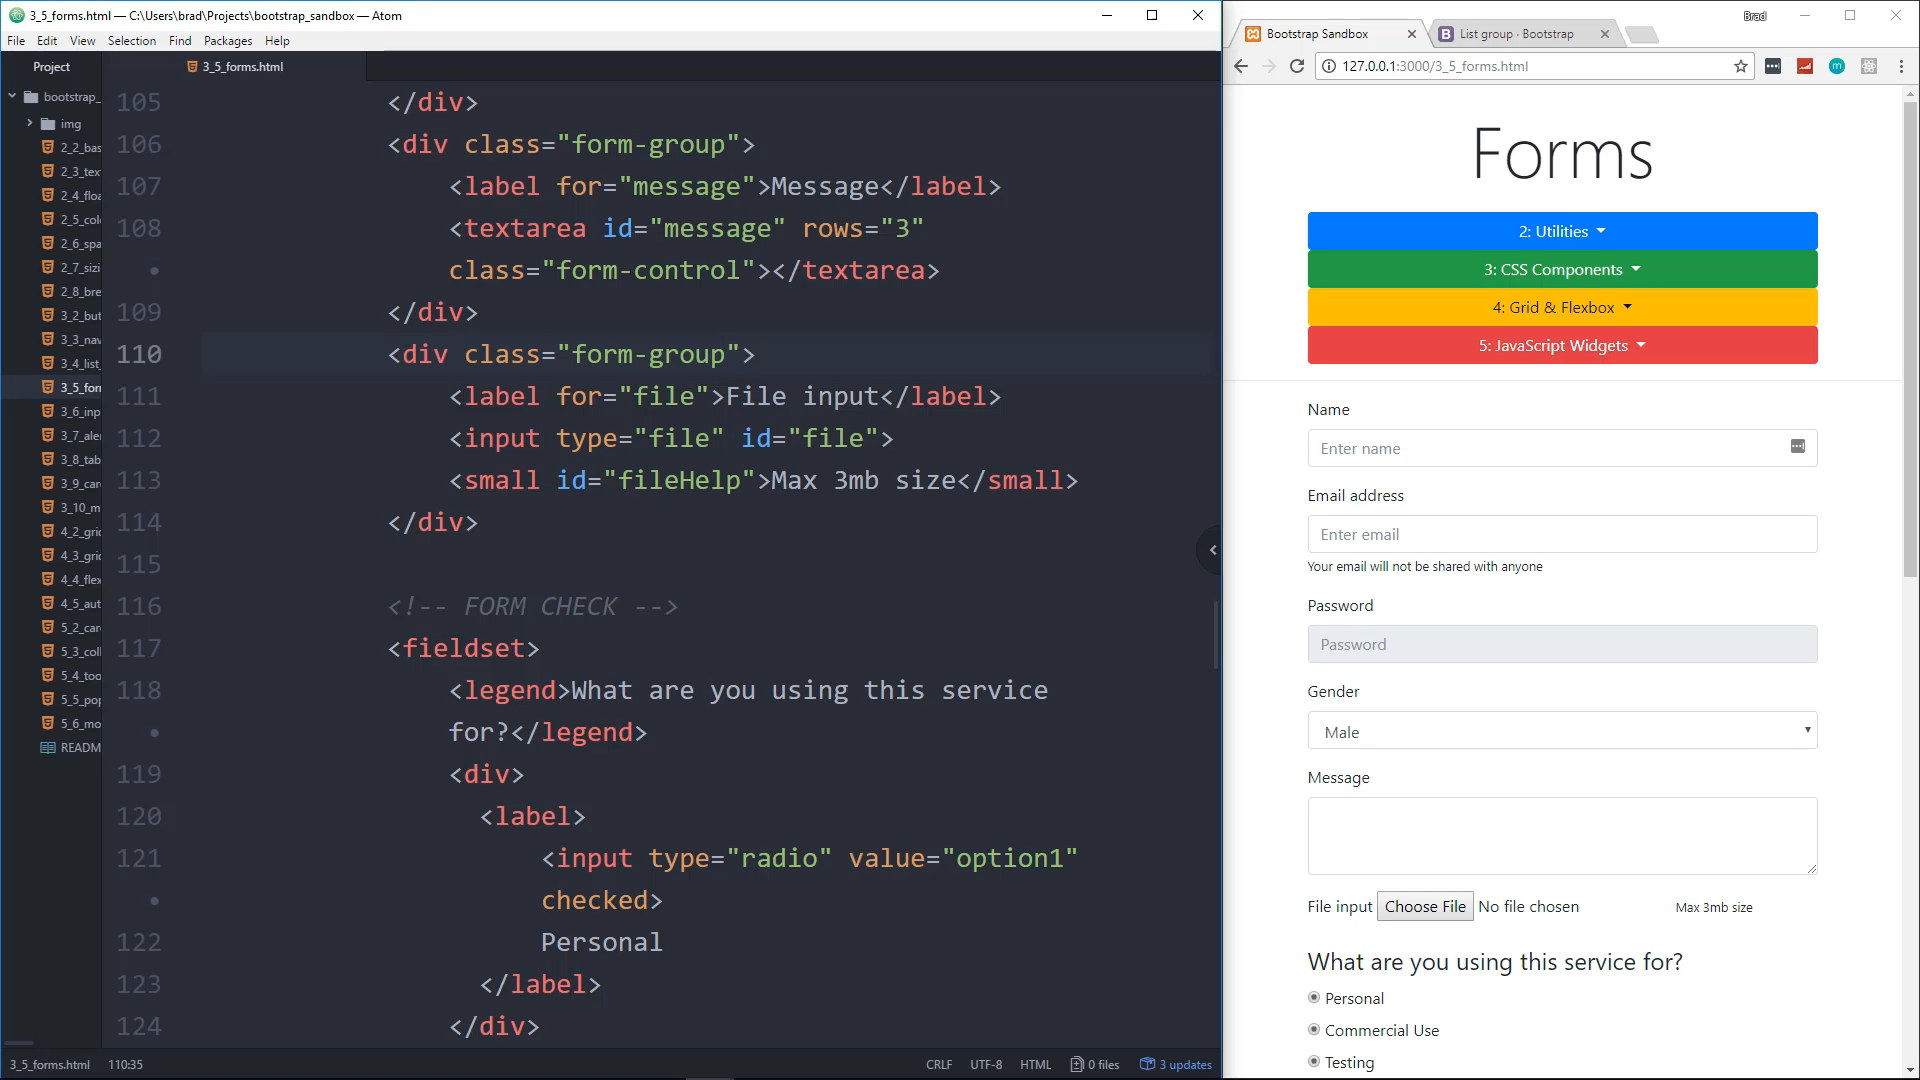 3_5_forms.html — C:\Users\brad\Projects\bootstrap_sandbox — Atom
File Edit View Selection Find Packages Help
Project
3_5_forms.html
bootstrap_
img
2_2_bas
2_3_tex
2_4_floa
2_5_colo
2_6_spa
2_7_sizi
2_8_bre
3_2_but
3_3_nav
3_4_list_
3_5_for
3_6_inp
3_7_aler
3_8_tab
3_9_car
3_10_m
4_2_gric
4_3_gric
4_4_flex
4_5_aut
5_2_car
5_3_coll
5_4_too
5_5_pop
5_6_mo
READM
105 </div>
106 <div class="form-group">
107 <label for="message">Message</label>
108 <textarea id="message" rows="3"
• class="form-control"></textarea>
109 </div>
110 <div class="form-group">
111 <label for="file">File input</label>
112 <input type="file" id="file">
113 <small id="fileHelp">Max 3mb size</small>
114 </div>
115
116 <!-- FORM CHECK -->
117 <fieldset>
118 <legend>What are you using this service
• for?</legend>
119 <div>
120 <label>
121 <input type="radio" value="option1"
• checked>
122 Personal
123 </label>
124 </div>
3_5_forms.html 110:35
CRLF UTF-8 HTML 0 files 3 updates
Brad
Bootstrap Sandbox
List group · Bootstrap
127.0.0.1:3000/3_5_forms.html
Forms
2: Utilities
3: CSS Components
4: Grid & Flexbox
5: JavaScript Widgets
Name
Enter name
Email address
Enter email
Your email will not be shared with anyone
Password
Password
Gender
Male
Message
File input Choose File No file chosen Max 3mb size
What are you using this service for?
Personal
Commercial Use
Testing